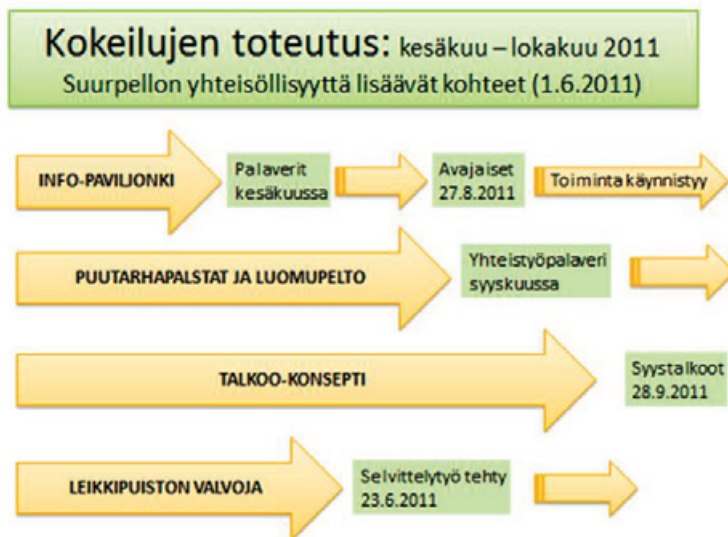 Kokeilujen toteutus: kesäkuu – lokakuu 2011
Suurpellon yhteisöllisyyttä lisäävät kohteet (1.6.2011)
INFO-PAVILJONKI
Palaverit
kesäkuussa
Avajaiset
27.8.2011
Toiminta käynnistyy
PUUTARHAPALSTAT JA LUOMUPELTO
Yhteistyöpalaveri
syyskuussa
TALKOO-KONSEPTI
Syystalkoot
28.9.2011
LEIKKIPUISTON VALVOJA
Selvittelytyö tehty
23.6.2011